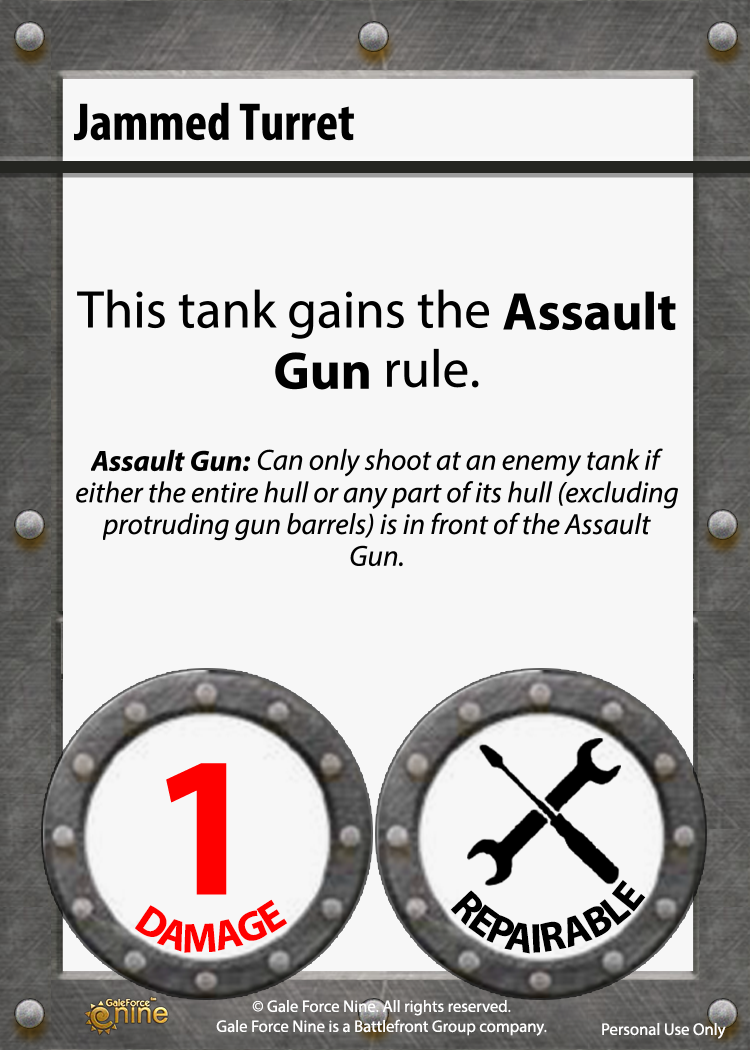 Jammed Turret
This tank gains the Assault
Gun rule.
Assault Gun: Can only shoot at an enemy tank if
either the entire hull or any part of its hull (excluding
protruding gun barrels) is in front of the Assault
Gun.
1
DAMAGE
REPAIRABLE
GaleForce™
nine
© Gale Force Nine. All rights reserved.
Gale Force Nine is a Battlefront Group company.
Personal Use Only